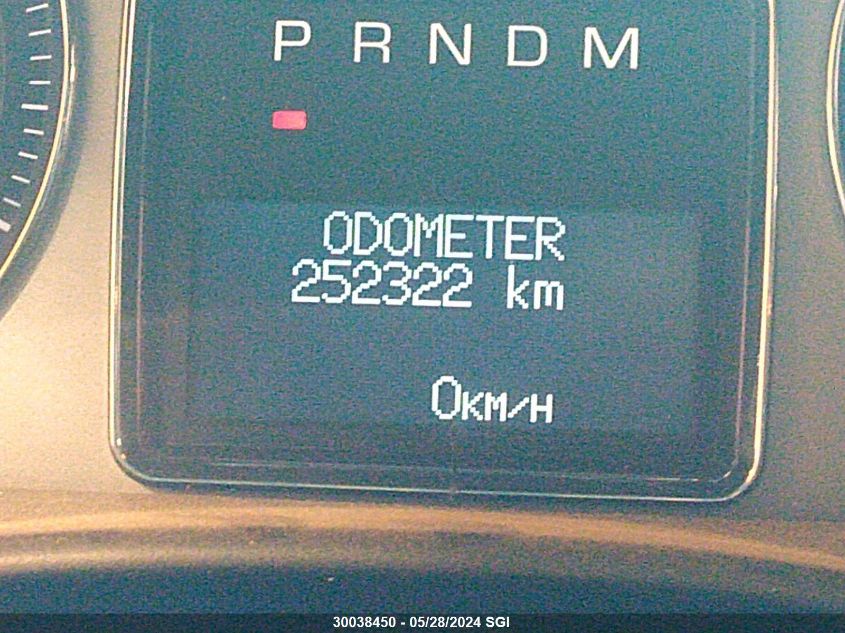 P R N D M
ODOMETER
252322 km
0KM/H
30038450 - 05/28/2024 SGI